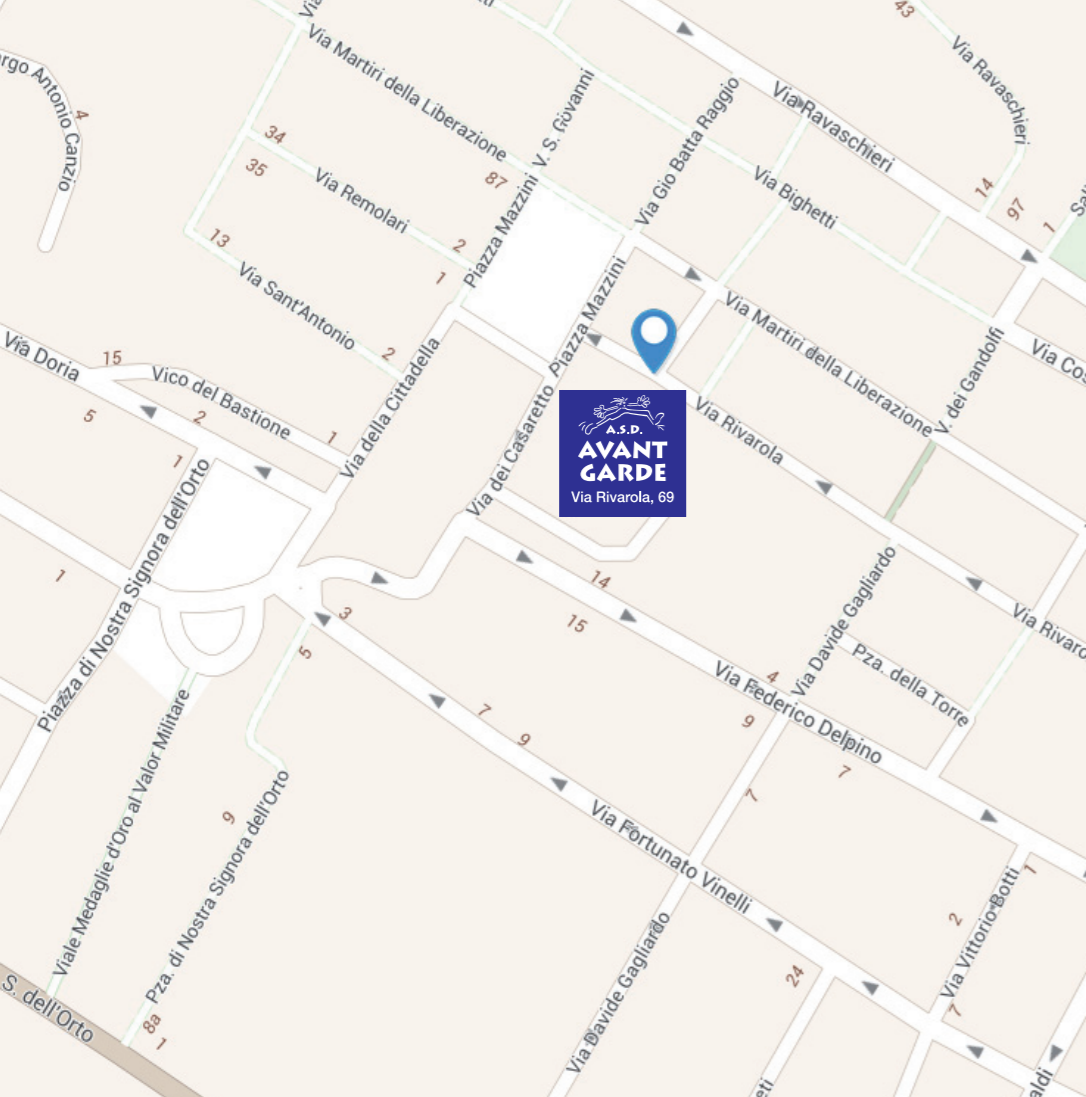 43
Via Ravaschieri
Via Martiri della Liberazione
V. S. Giovanni
Via Gio Batta Raggio
Via Ravaschieri
Antonio Canzio
4
34
35
Via Remolari
87
Via Bighetti
14
97
1
13
2
1
Piazza Mazzini
Via Sant'Antonio
2
Piazza Mazzini
Via Martiri della Liberazione
V. dei Gandolfi
Via Doria
15
Vico del Bastione
5
2
1
1
Via della Cittadella
Via dei Casaretto
Via Rivarola
A.S.D.
AVANT
GARDE
Via Rivarola, 69
Piazza di Nostra Signora dell'Orto
1
3
5
14
15
Via Davide Gagliardo
Pza. della Torre
4
Via Federico Delpino
9
7
7
7
9
Viale Medaglie d'Oro al Valor Militare
9
Pza. di Nostra Signora dell'Orto
Via Fortunato Vinelli
Via Davide Gagliardo
24
2
1
Via Vittorio Botti
7
S. dell'Orto
8a
1